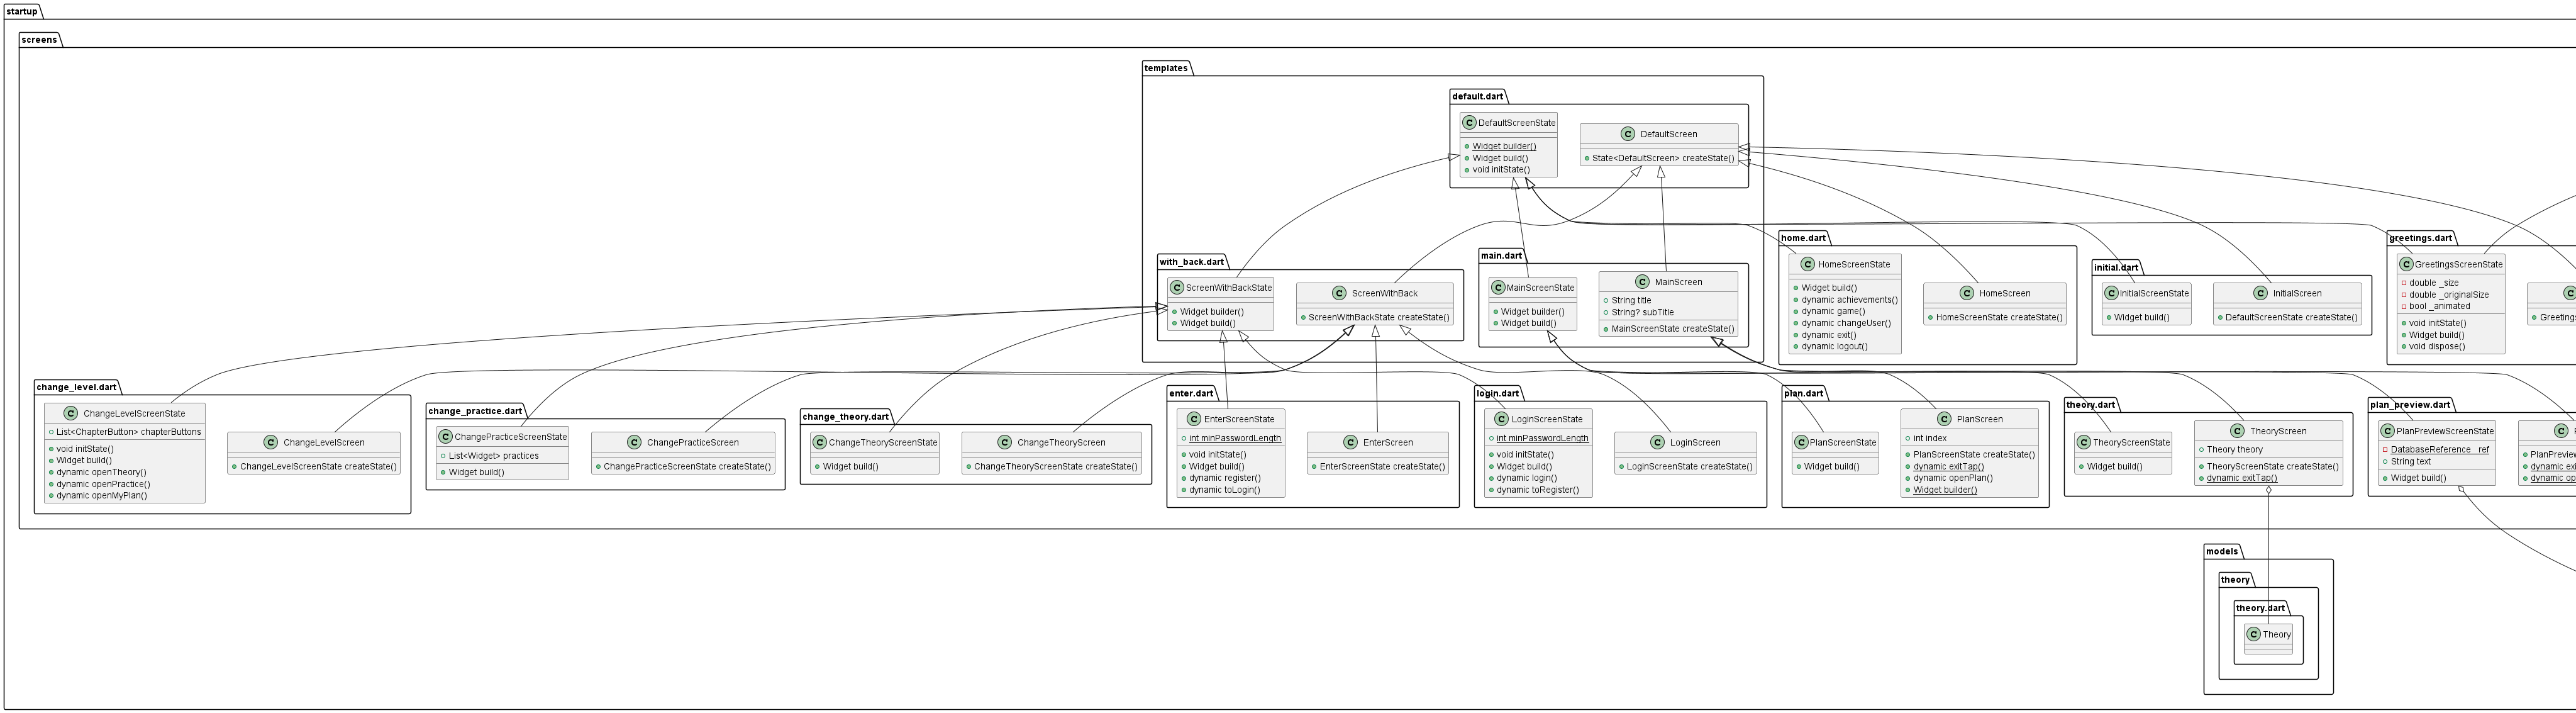 startup
screens
templates
default.dart
C DefaultScreenState
Widget builder()
Widget build()
void initState()
C DefaultScreen
State<DefaultScreen> createState()
with_back.dart
C ScreenWithBackState
Widget builder()
Widget build()
C ScreenWithBack
ScreenWithBackState createState()
main.dart
C MainScreenState
Widget builder()
Widget build()
C MainScreen
String title
String? subTitle
MainScreenState createState()
home.dart
C HomeScreenState
Widget build()
dynamic achievements()
dynamic game()
dynamic changeUser()
dynamic exit()
dynamic logout()
C HomeScreen
HomeScreenState createState()
initial.dart
C InitialScreenState
Widget build()
C InitialScreen
DefaultScreenState createState()
greetings.dart
C GreetingsScreenState
double _size
double _originalSize
bool _animated
void initState()
Widget build()
void dispose()
C
Greetings
change_level.dart
C ChangeLevelScreenState
List<ChapterButton> chapterButtons
void initState()
Widget build()
dynamic openTheory()
dynamic openPractice()
dynamic openMyPlan()
C ChangeLevelScreen
ChangeLevelScreenState createState()
change_practice.dart
C ChangePracticeScreenState
List<Widget> practices
Widget build()
C ChangePracticeScreen
ChangePracticeScreenState createState()
change_theory.dart
C ChangeTheoryScreenState
Widget build()
C ChangeTheoryScreen
ChangeTheoryScreenState createState()
enter.dart
C EnterScreenState
int minPasswordLength
void initState()
Widget build()
dynamic register()
dynamic toLogin()
C EnterScreen
EnterScreenState createState()
login.dart
C LoginScreenState
int minPasswordLength
void initState()
Widget build()
dynamic login()
dynamic toRegister()
C LoginScreen
LoginScreenState createState()
plan.dart
C PlanScreenState
Widget build()
C PlanScreen
int index
PlanScreenState createState()
dynamic exitTap()
dynamic openPlan()
Widget builder()
theory.dart
C TheoryScreenState
Widget build()
C TheoryScreen
Theory theory
TheoryScreenState createState()
dynamic exitTap()
plan_preview.dart
C PlanPreviewScreenState
DatabaseReference _ref
String text
Widget build()
C
PlanPreview
dynamic exi
dynamic op
models
theory
theory.dart
C Theory